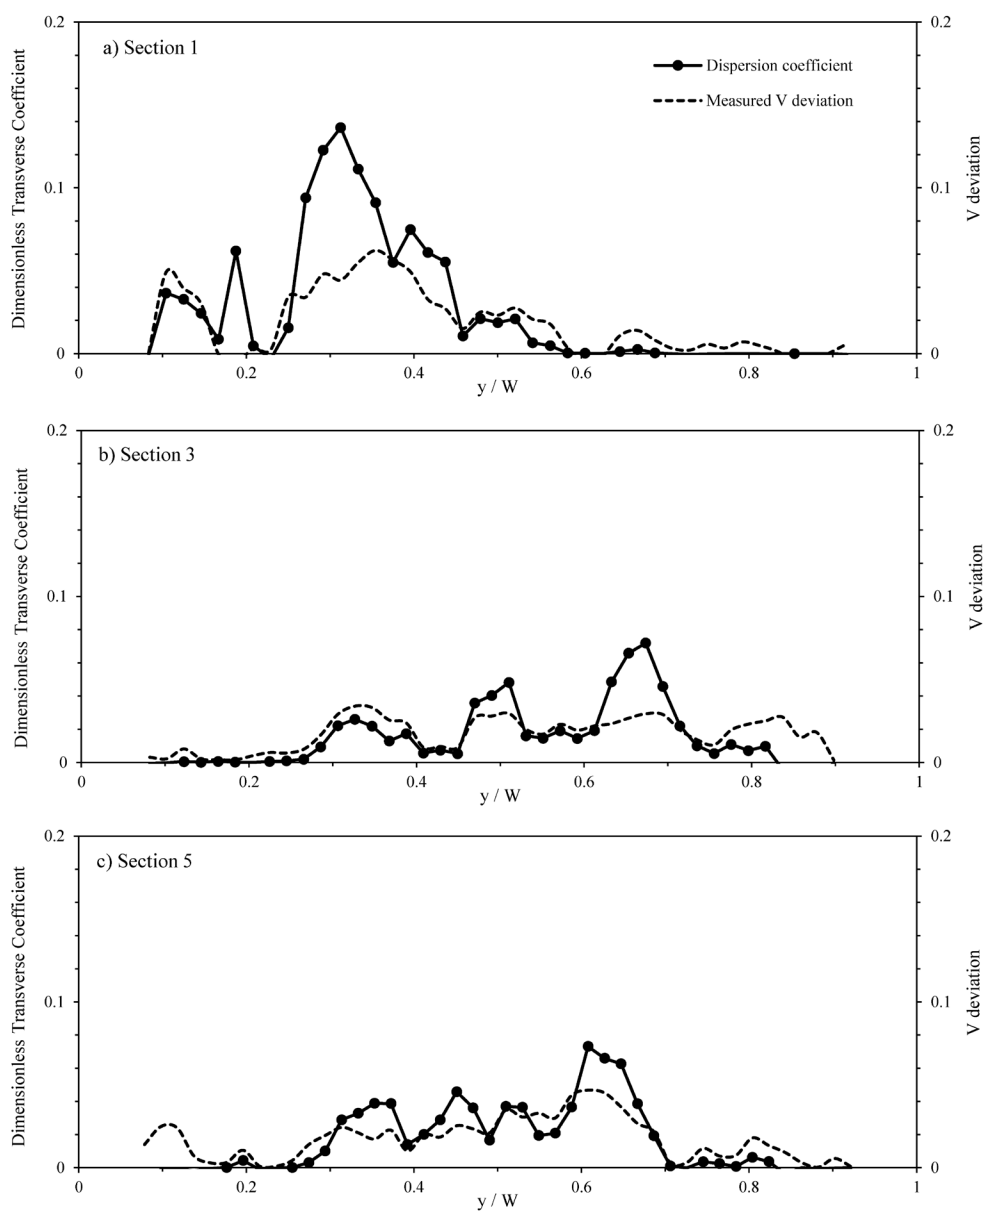 0.2
0.2
a) Section 1
Dispersion coefficient
Measured V deviation
Dimensionless Transverse Coefficient
V deviation
0.1
0.1
0
0
0
0.2
0.4
0.6
0.8
1
y / W
0.2
0.2
b) Section 3
Dimensionless Transverse Coefficient
V deviation
0.1
0.1
0
0
0
0.2
0.4
0.6
0.8
1
y / W
0.2
0.2
c) Section 5
Dimensionless Transverse Coefficient
V deviation
0.1
0.1
0
0
0
0.2
0.4
0.6
0.8
1
y / W